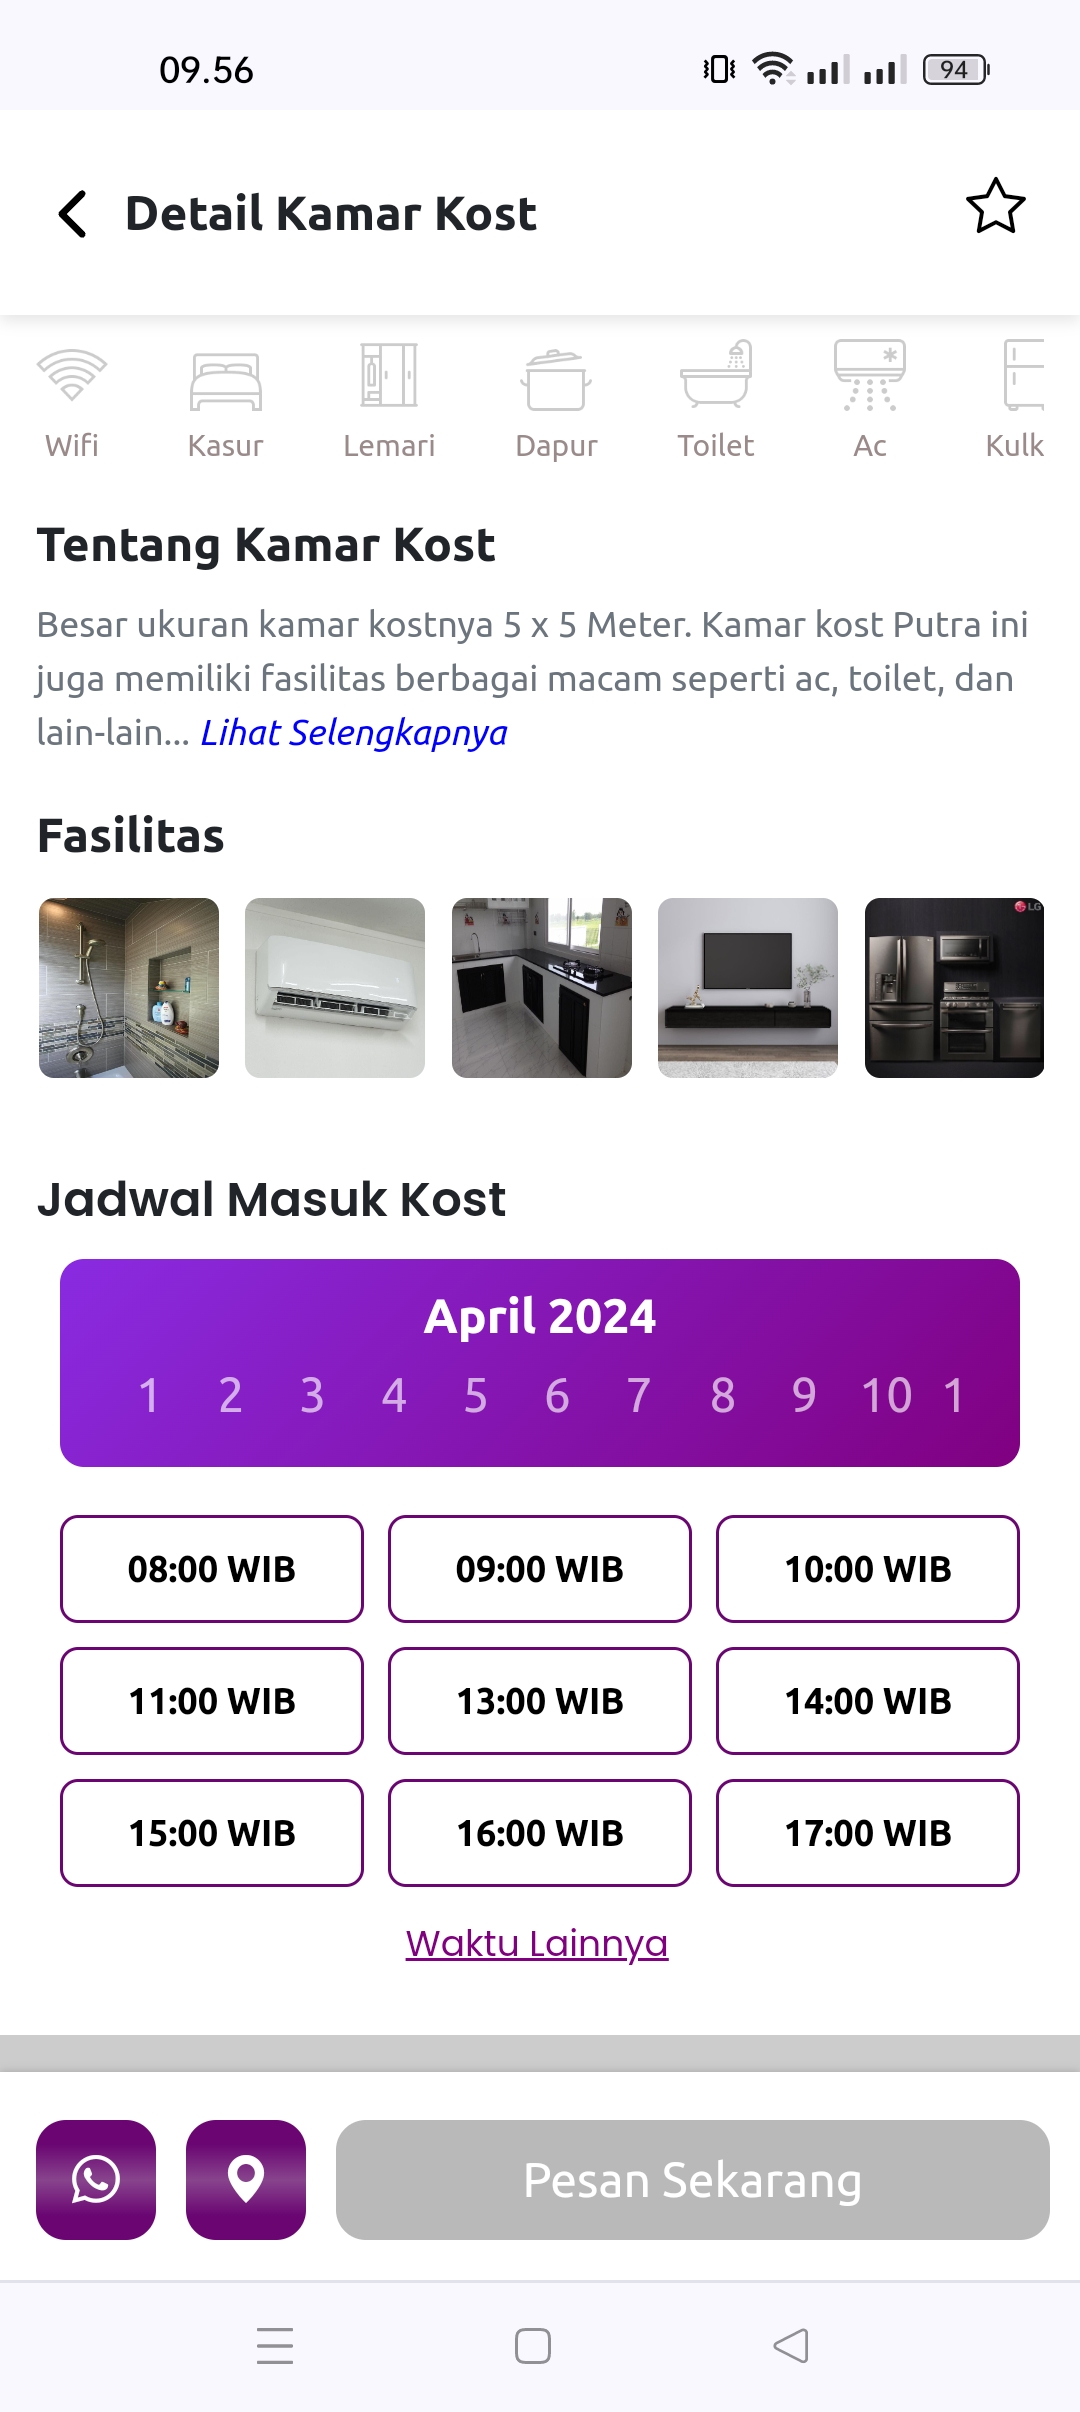 09.56
94
Detail Kamar Kost
Wifi Kasur Lemari Dapur Toilet Ac Kulk
Tentang Kamar Kost
Besar ukuran kamar kostnya 5 x 5 Meter. Kamar kost Putra ini
juga memiliki fasilitas berbagai macam seperti ac, toilet, dan
lain-lain... Lihat Selengkapnya
Fasilitas
LG
Jadwal Masuk Kost
April 2024
1 2 3 4 5 6 7 8 9 10 1
08:00 WIB 09:00 WIB 10:00 WIB
11:00 WIB 13:00 WIB 14:00 WIB
15:00 WIB 16:00 WIB 17:00 WIB
Waktu Lainnya
Pesan Sekarang